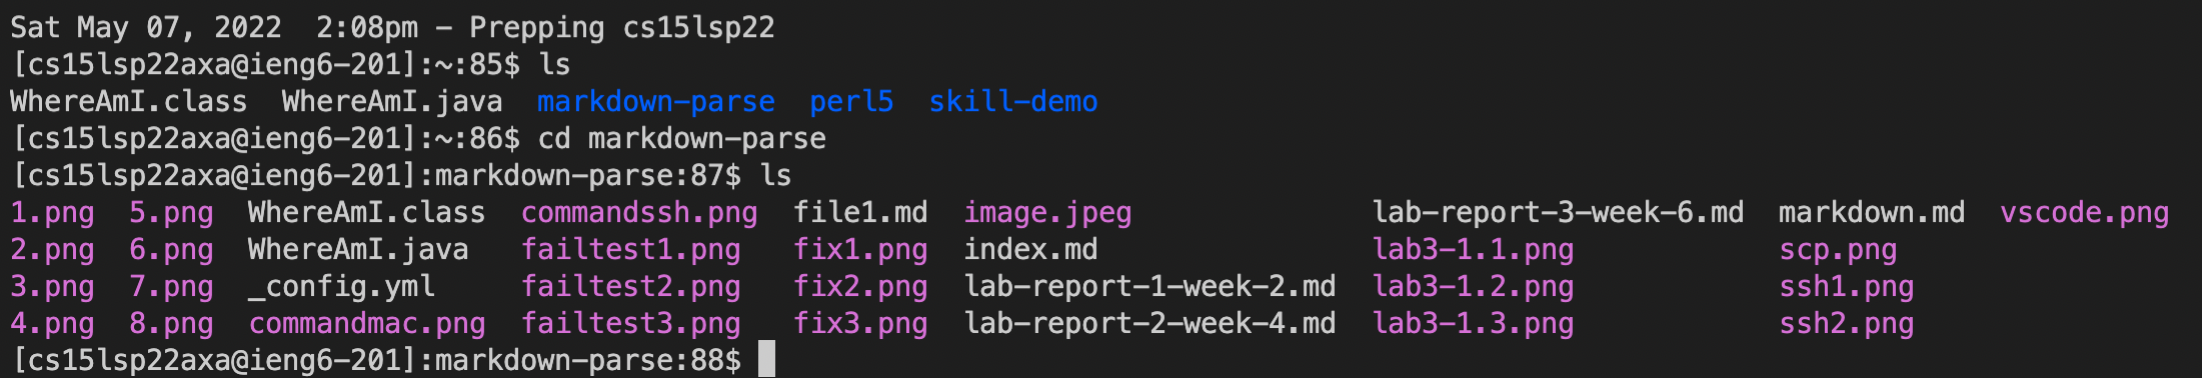 Sat May 07, 2022  2:08pm - Prepping cs15lsp22
[cs15lsp22axa@ieng6-201]:~:85$ ls
WhereAmI.class  WhereAmI.java  markdown-parse  perl5  skill-demo
[cs15lsp22axa@ieng6-201]:~:86$ cd markdown-parse
[cs15lsp22axa@ieng6-201]:markdown-parse:87$ ls
1.png  5.png  WhereAmI.class  commandssh.png  file1.md  image.jpeg              lab-report-3-week-6.md  markdown.md  vscode.png
2.png  6.png  WhereAmI.java   failtest1.png   fix1.png  index.md                lab3-1.1.png            scp.png
3.png  7.png  _config.yml     failtest2.png   fix2.png  lab-report-1-week-2.md  lab3-1.2.png            ssh1.png
4.png  8.png  commandmac.png  failtest3.png   fix3.png  lab-report-2-week-4.md  lab3-1.3.png            ssh2.png
[cs15lsp22axa@ieng6-201]:markdown-parse:88$